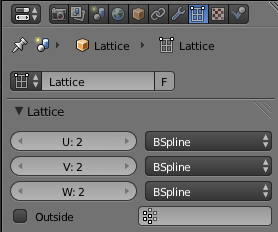 Lattice Lattice
Lattice F
Lattice
U: 2 BSpline
V: 2 BSpline
W: 2 BSpline
Outside